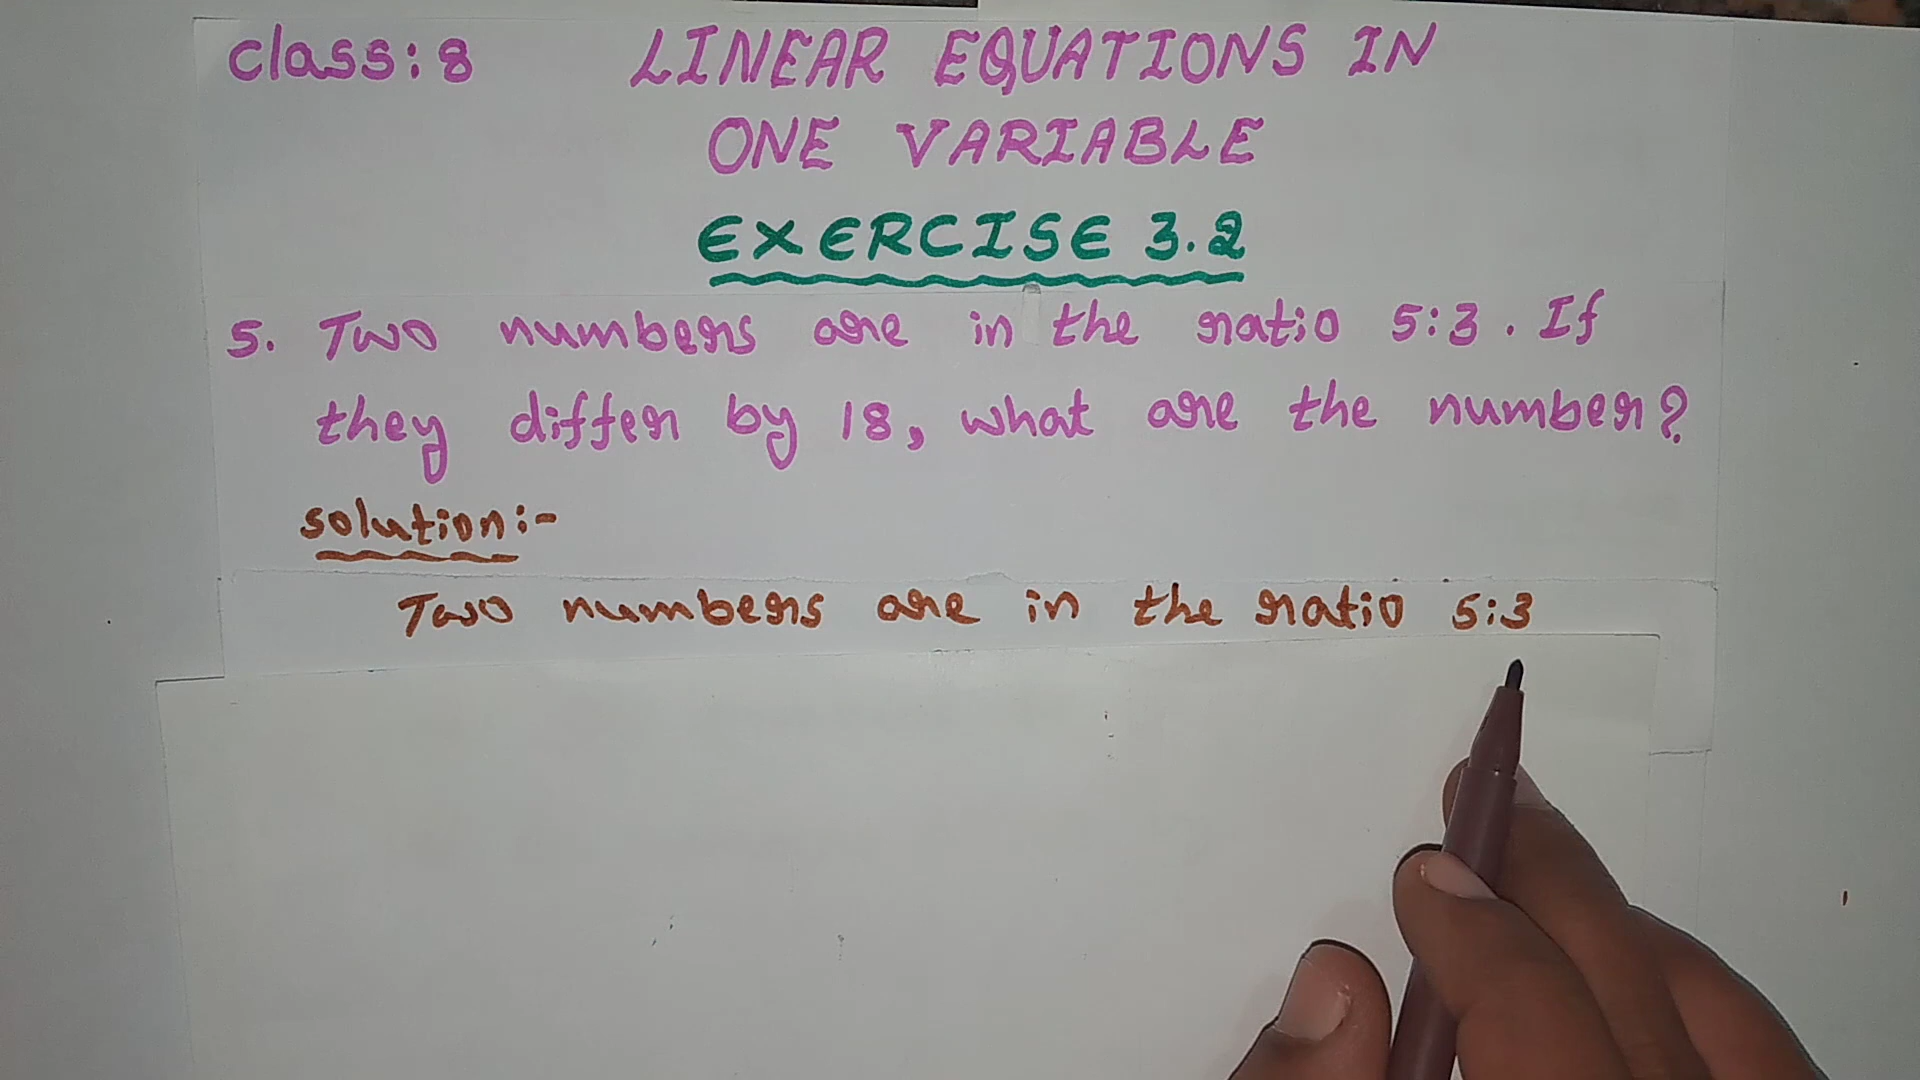 class: 8 LINEAR EQUATIONS IN
ONE VARIABLE
EXERCISE 3.2
5. Two numbers are in the ratio 5:3. If
they differ by 18, what are the number?
solution:-
Two numbers are in the ratio 5:3